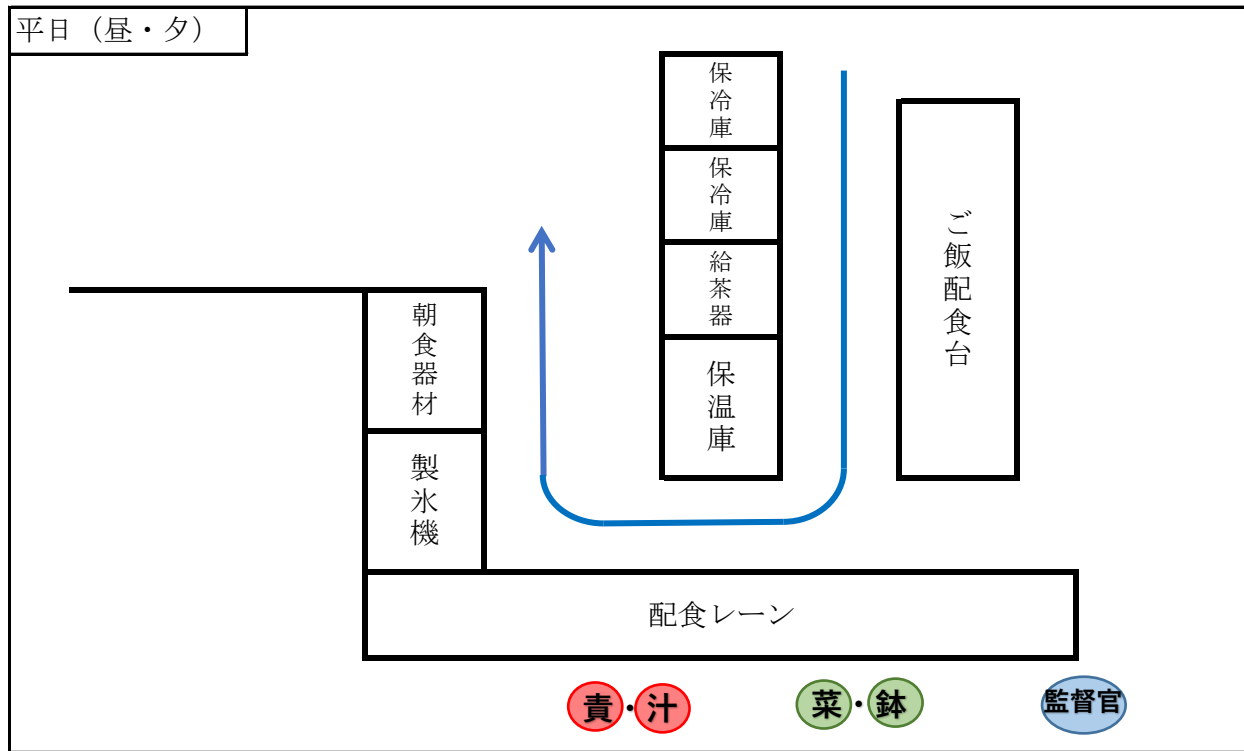 平日（昼・夕）
保冷庫
保冷庫
給茶器
保温庫
ご飯配食台
朝食器材
製氷機
配食レーン
責・汁
菜・鉢
監督官